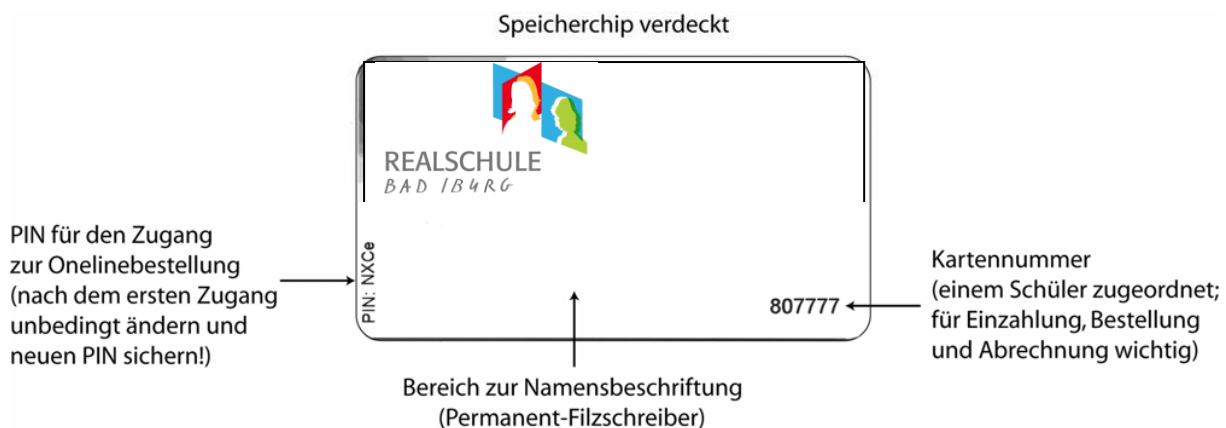 Speicherchip verdeckt
REALSCHULE
BAD IBURG
PIN für den Zugang
zur Onelinebestellung
(nach dem ersten Zugang
unbedingt ändern und
neuen PIN sichern!)
PIN: NXCe
807777
Kartennummer
(einem Schüler zugeordnet;
für Einzahlung, Bestellung
und Abrechnung wichtig)
Bereich zur Namensbeschriftung
(Permanent-Filzschreiber)